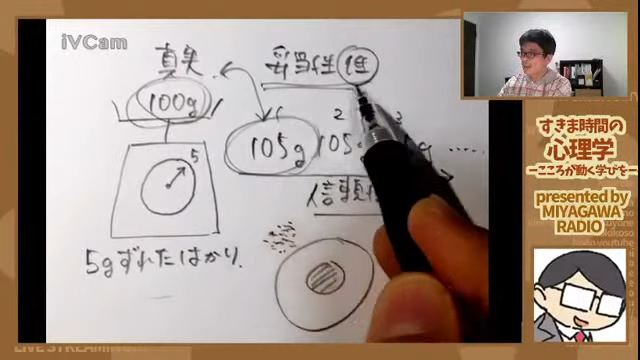 iVCam
真実
100g
5
5gずれたはかり.
妥当性 低
1 2 3
105g 105 g .....
信頼
すきま時間の
心理学
ーこころが動く学びをー
presented by
MIYAGAWA
RADIO
LIVE STREAMING